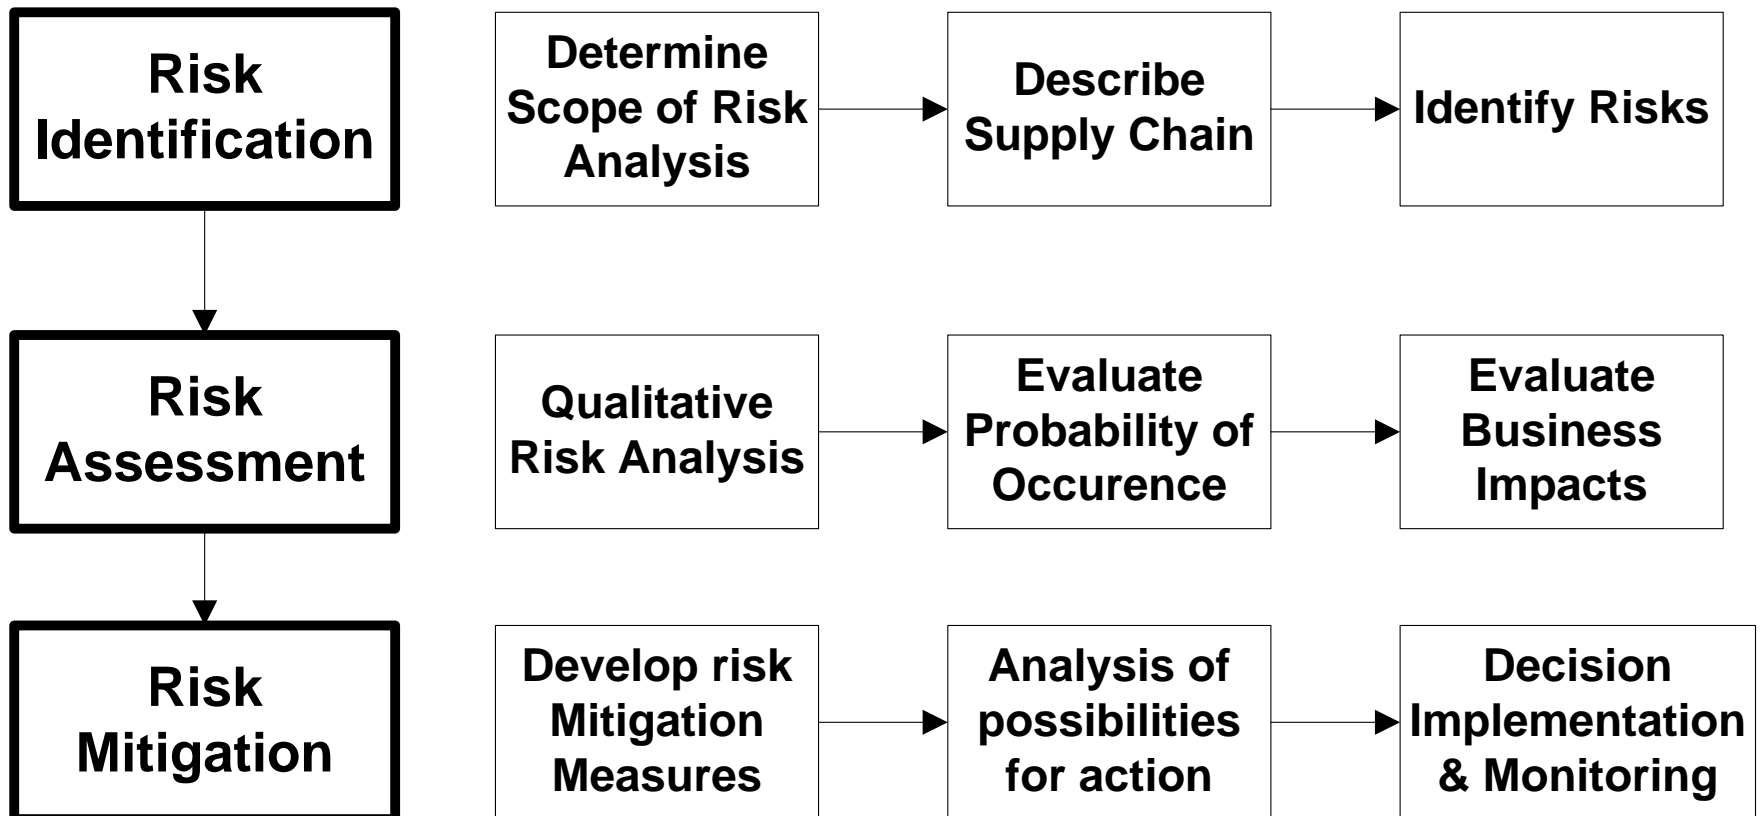 Risk
Identification
Determine
Scope of Risk
Analysis
Describe
Supply Chain
Identify Risks
Risk
Assessment
Qualitative
Risk Analysis
Evaluate
Probability of
Occurence
Evaluate
Business
Impacts
Risk
Mitigation
Develop risk
Mitigation
Measures
Analysis of
possibilities
for action
Decision
Implementation
& Monitoring